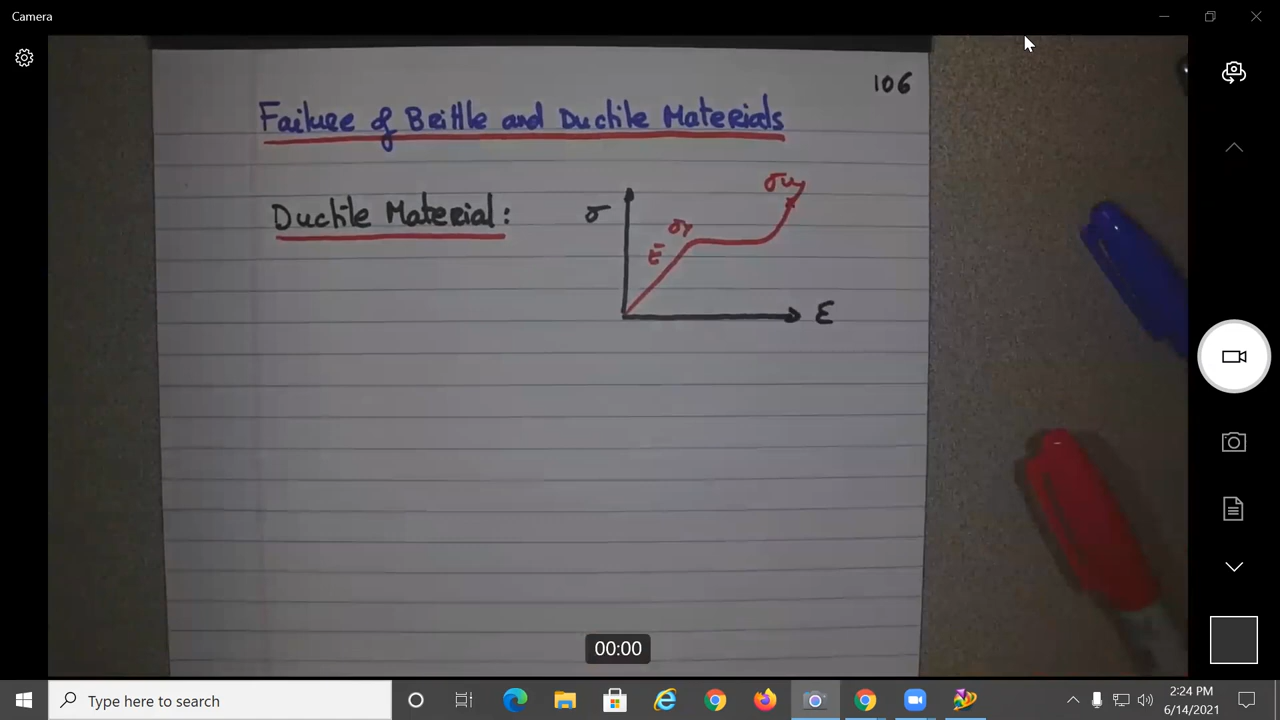 Camera
106
Failure of Brittle and Ductile Materials
Ductile Material:
σ
σu
σy
E
ε
00:00
Type here to search
2:24 PM
6/14/2021